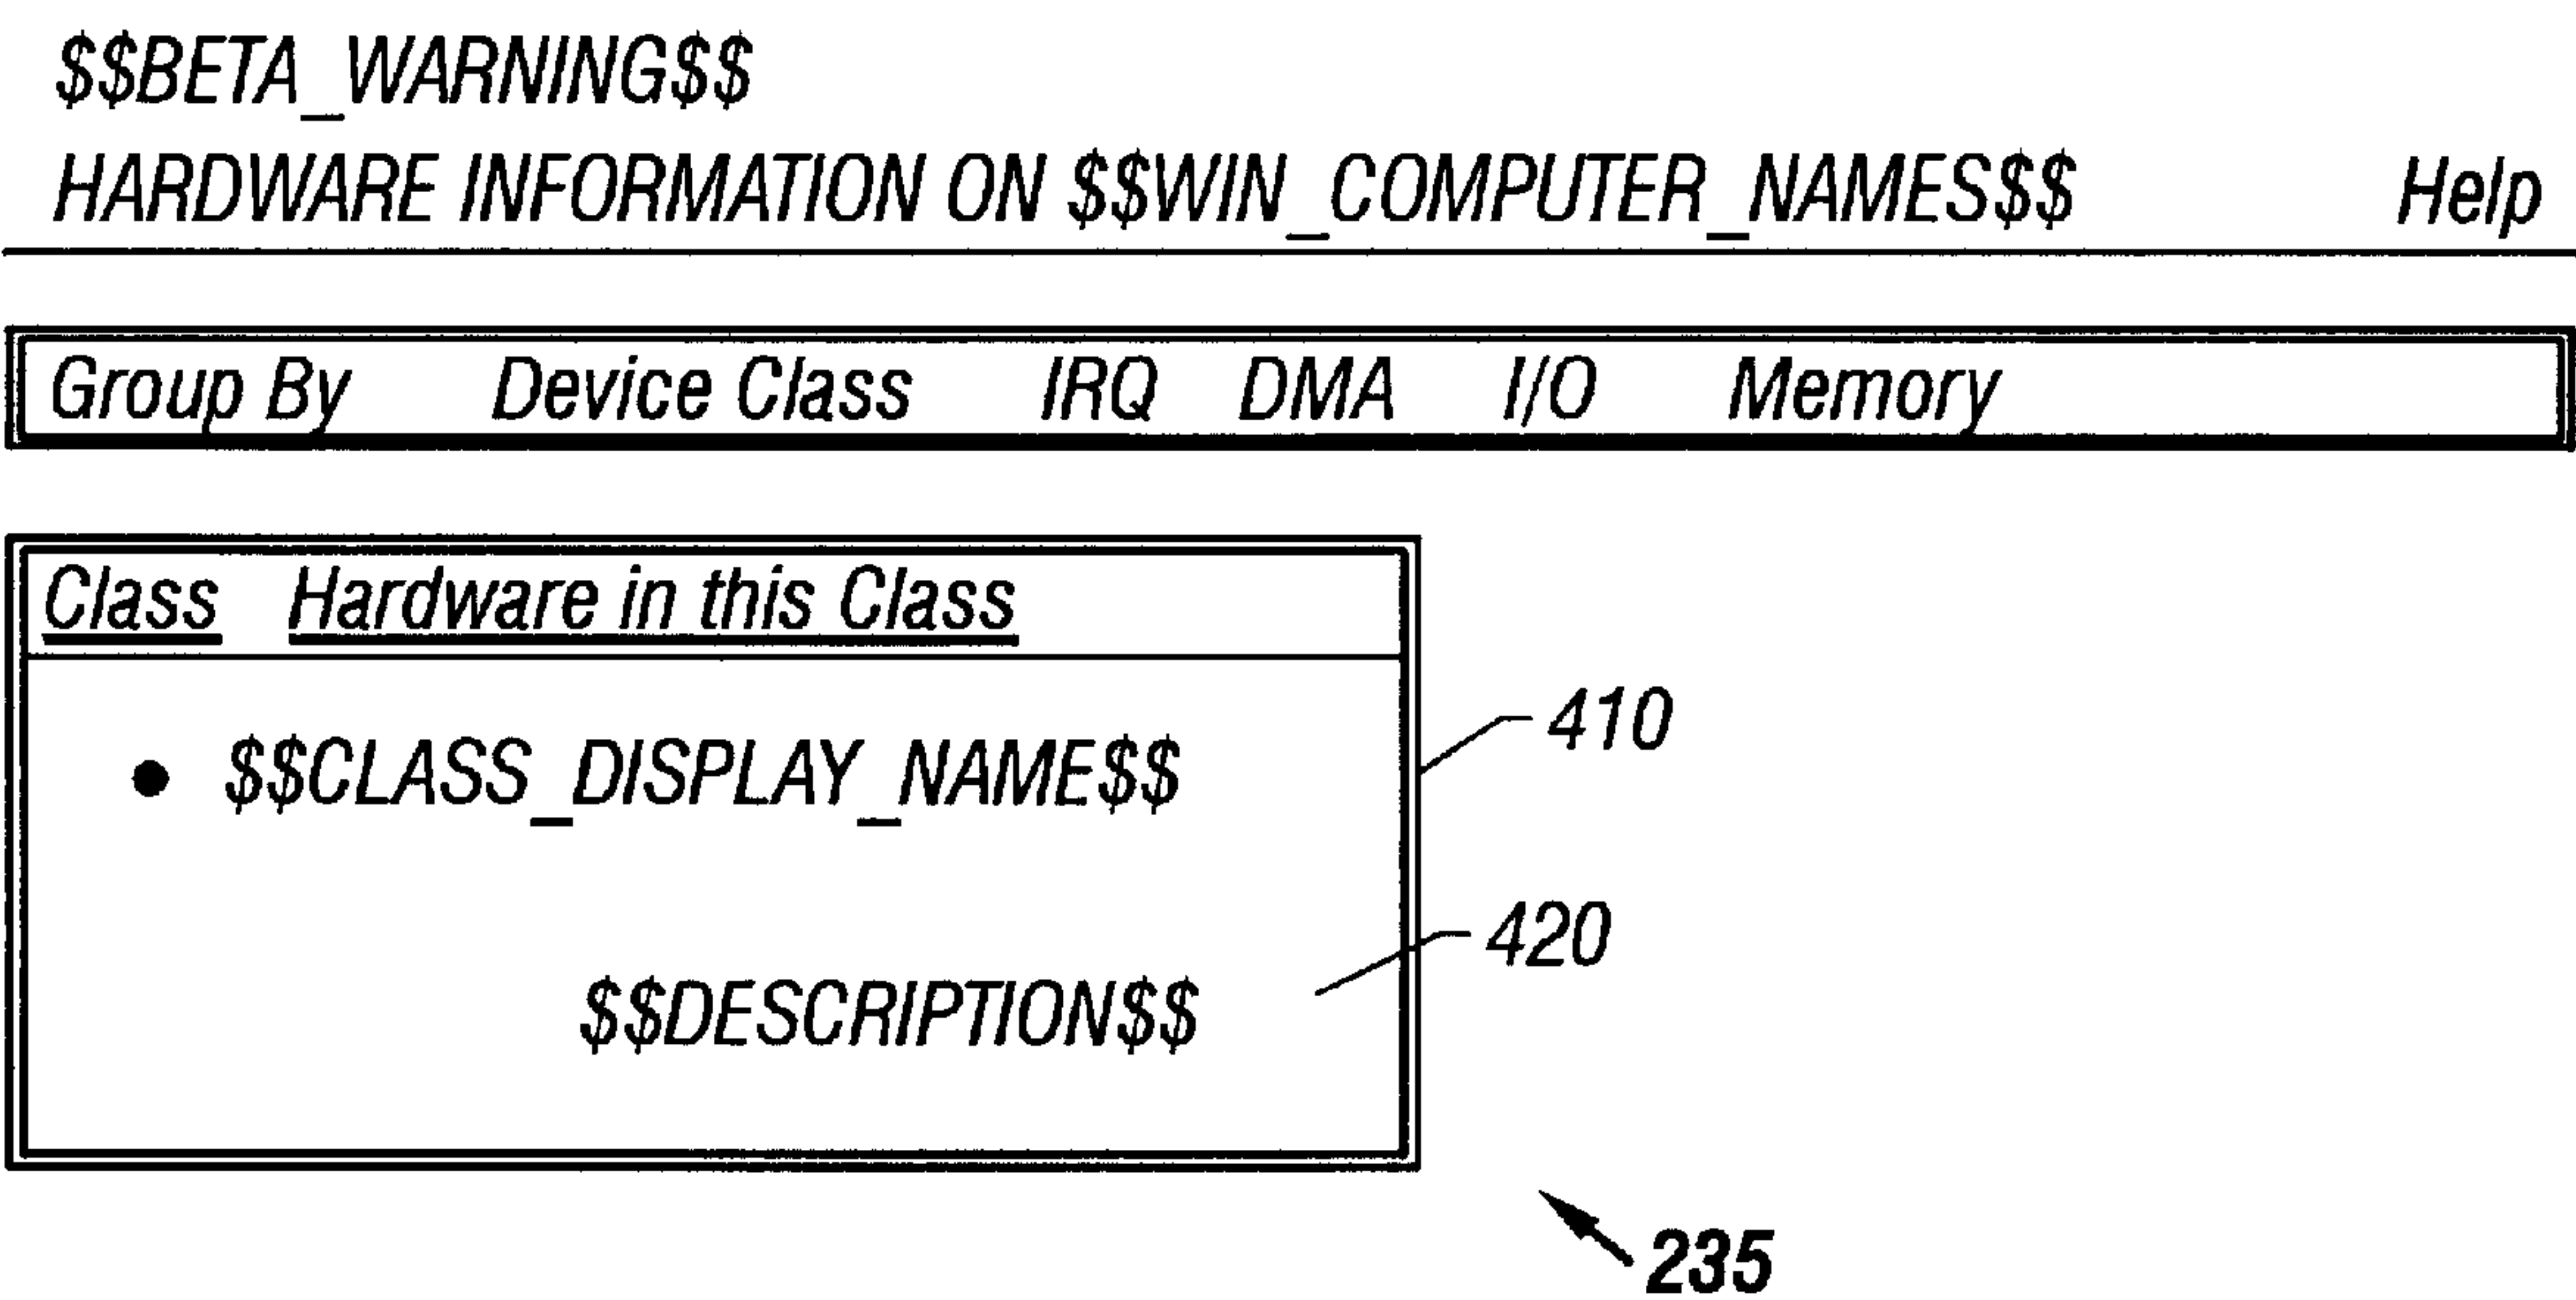 $$BETA_WARNING$$
HARDWARE INFORMATION ON $$WIN_COMPUTER_NAMES$$ Help
Group By Device Class IRQ DMA I/O Memory
Class Hardware in this Class
410
• $$CLASS_DISPLAY_NAME$$
420
$$DESCRIPTION$$
235